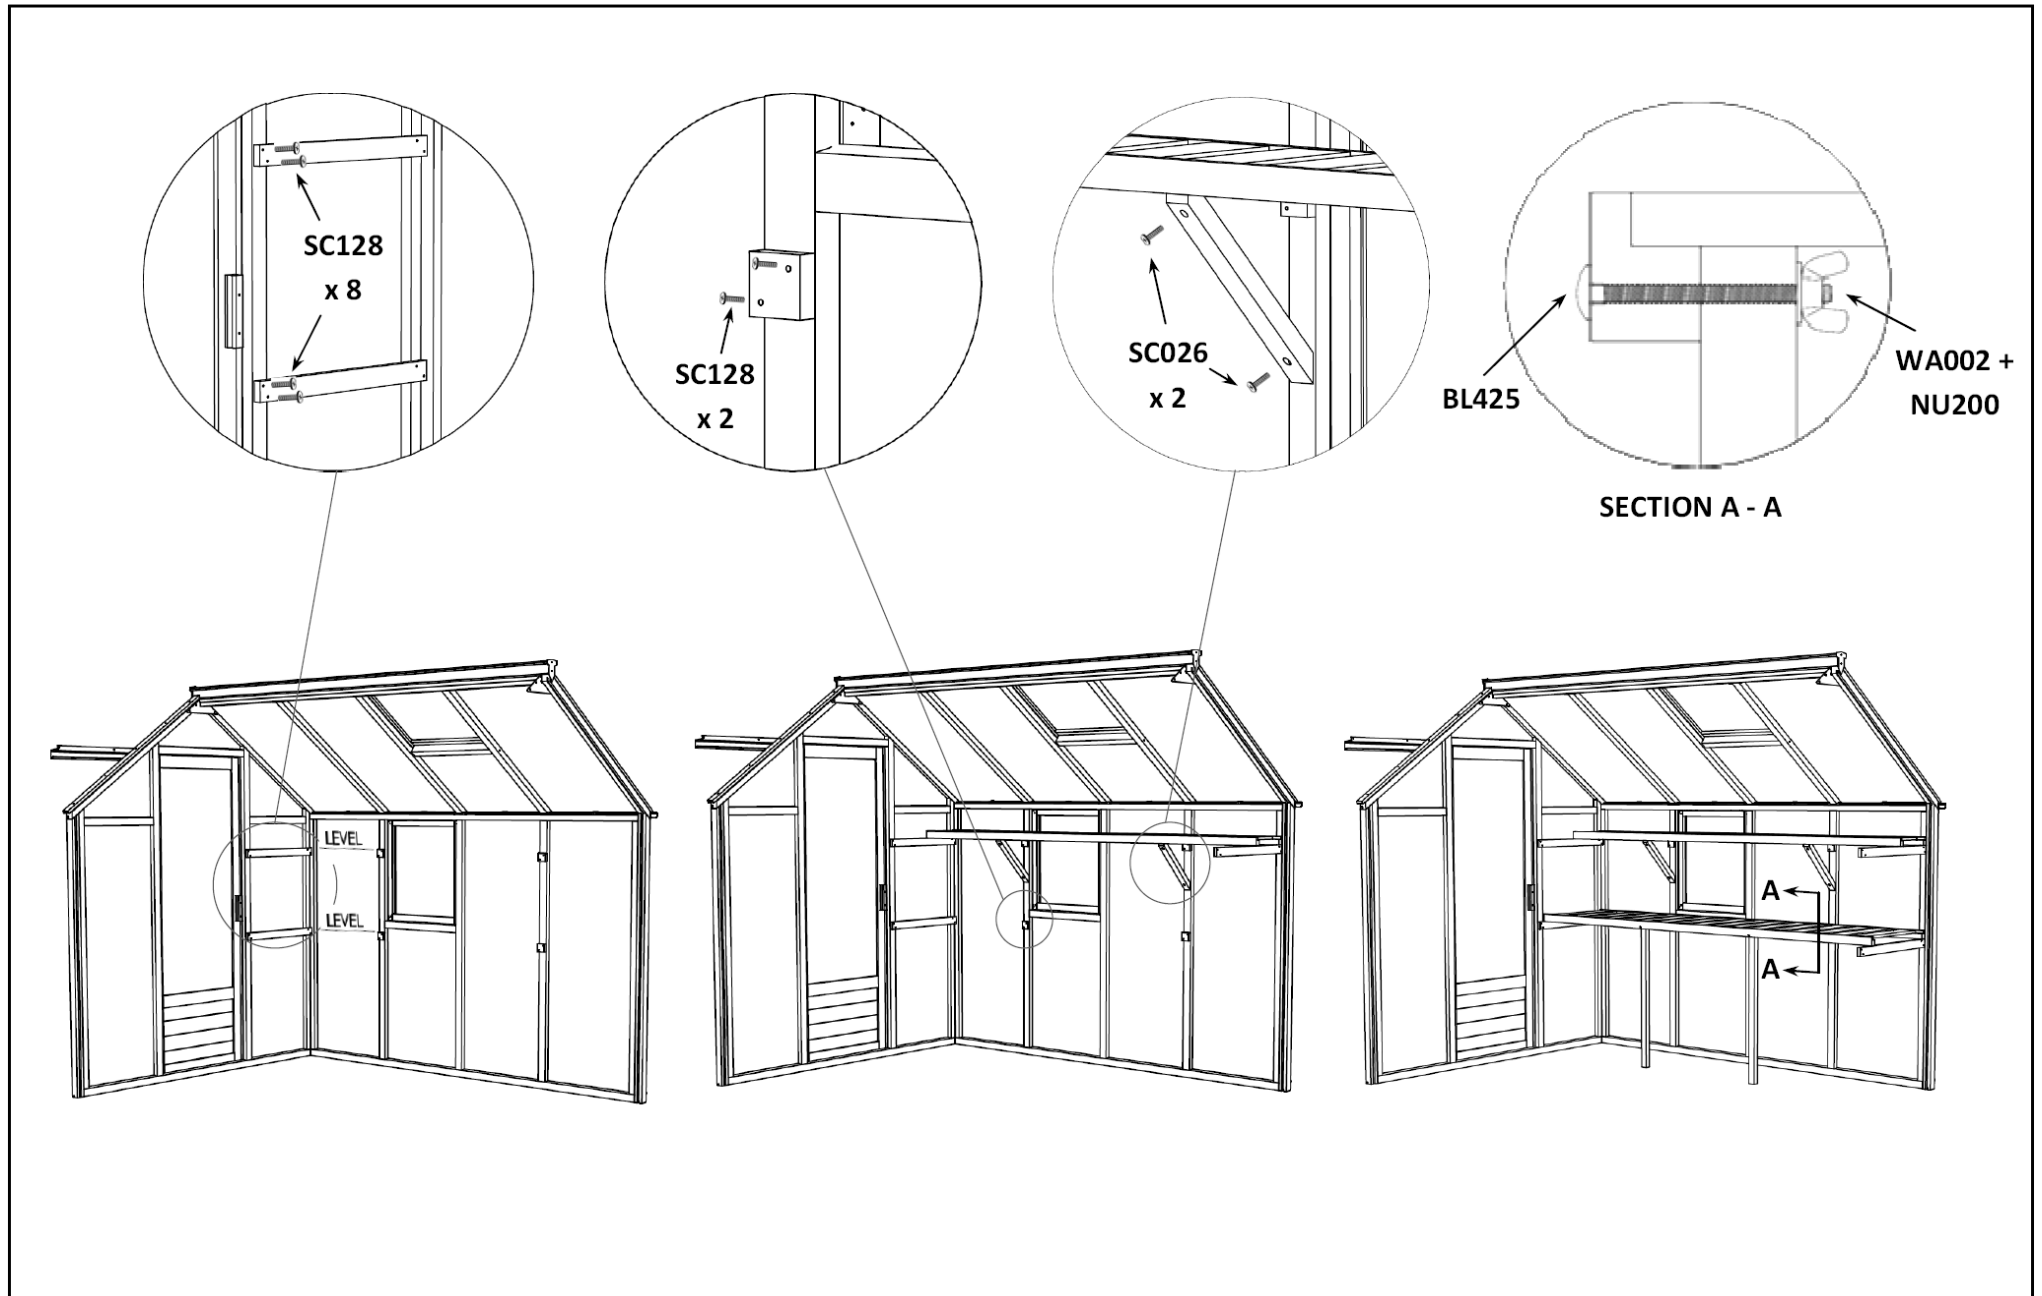 SC128
x 8
SC128
x 2
SC026
x 2
BL425
WA002 +
NU200
SECTION A - A
LEVEL
LEVEL
A
A